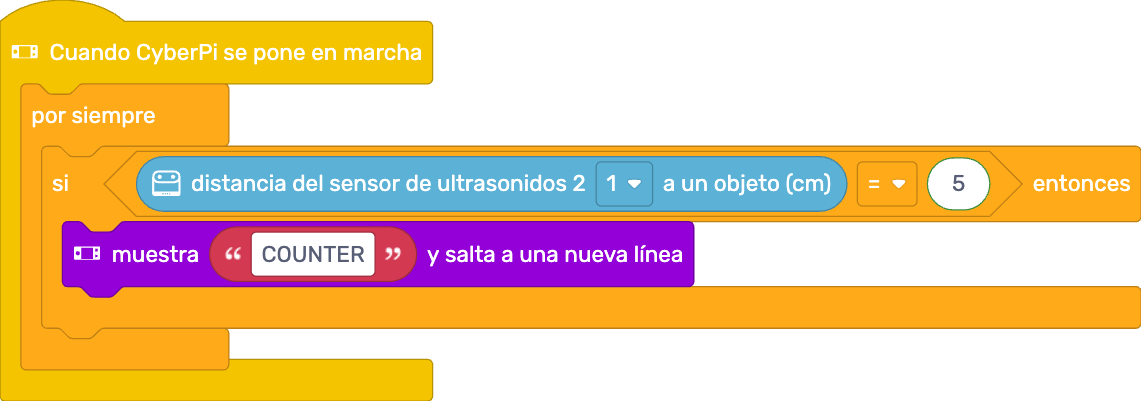 Cuando CyberPi se pone en marcha
por siempre
si distancia del sensor de ultrasonidos 2 1 a un objeto (cm) = 5 entonces
muestra “ COUNTER ” y salta a una nueva línea